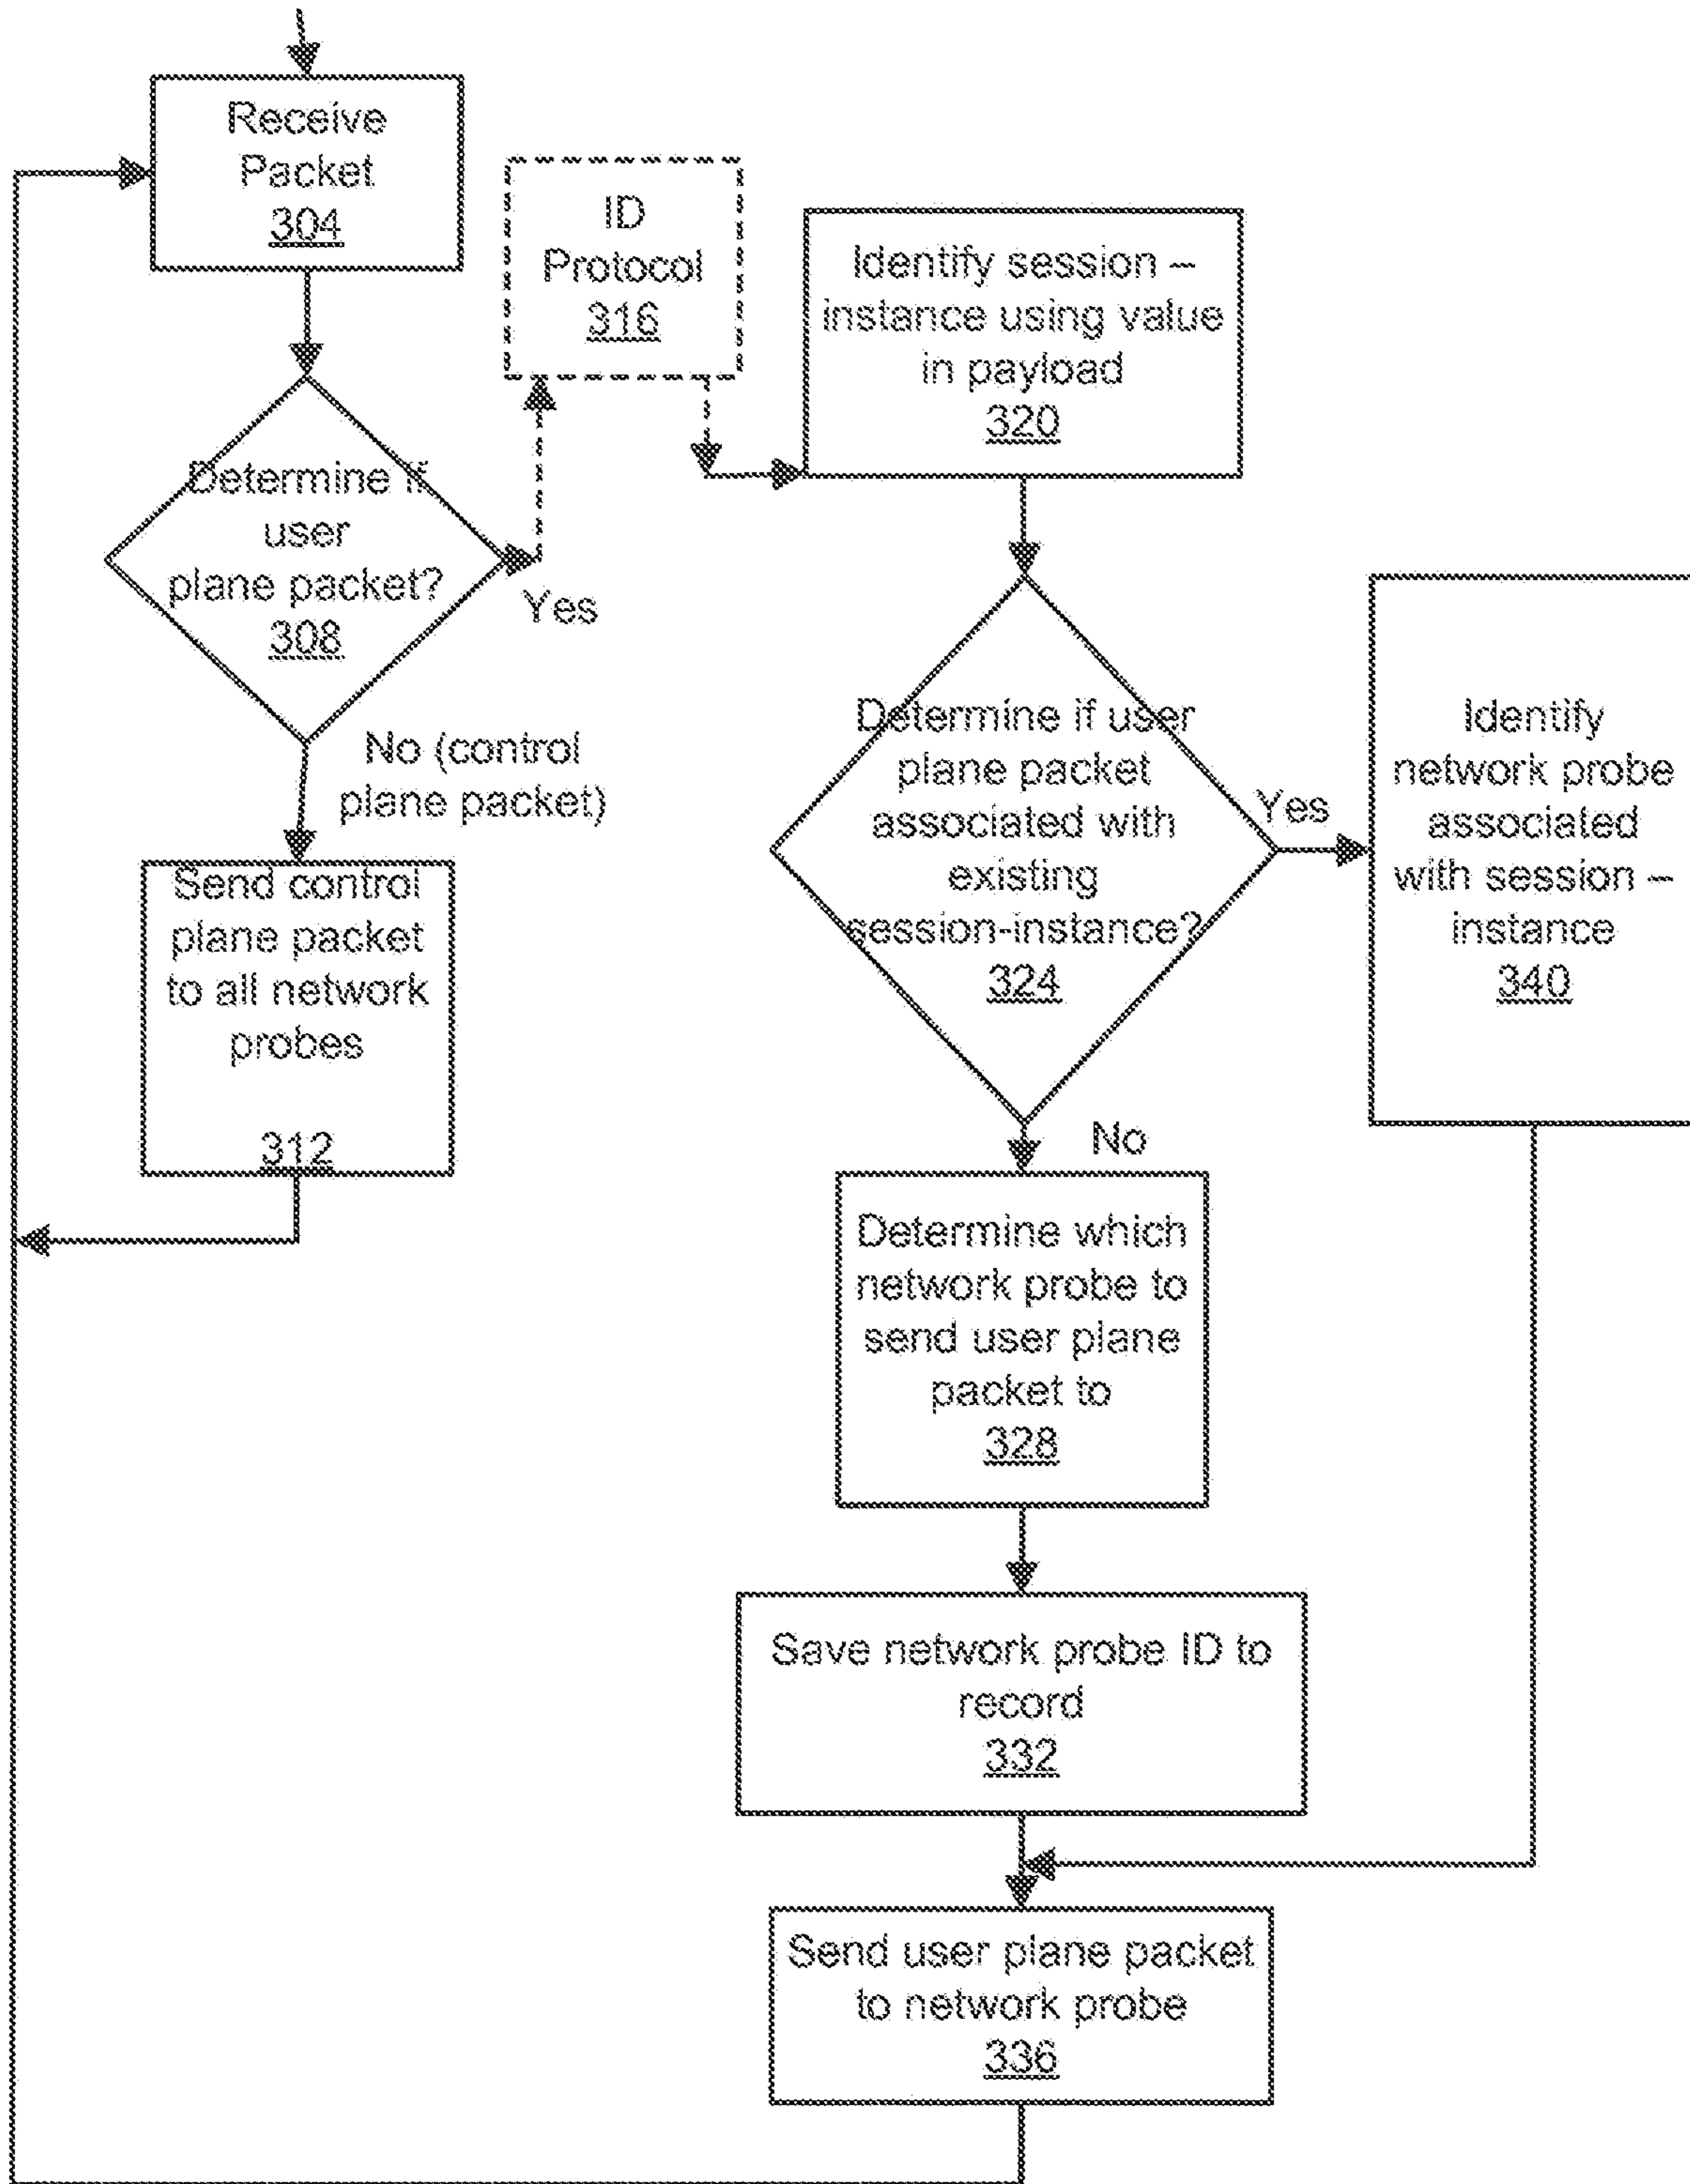 Receive
Packet
304
Determine if
user
plane packet?
308
Yes
No (control
plane packet)
Send control
plane packet
to all network
probes
312
ID
Protocol
316
Identify session –
instance using value
in payload
320
Determine if user
plane packet
associated with
existing
session-instance?
324
Yes
Identify
network probe
associated
with session –
instance
340
No
Determine which
network probe to
send user plane
packet to
328
Save network probe ID to
record
332
Send user plane packet
to network probe
336